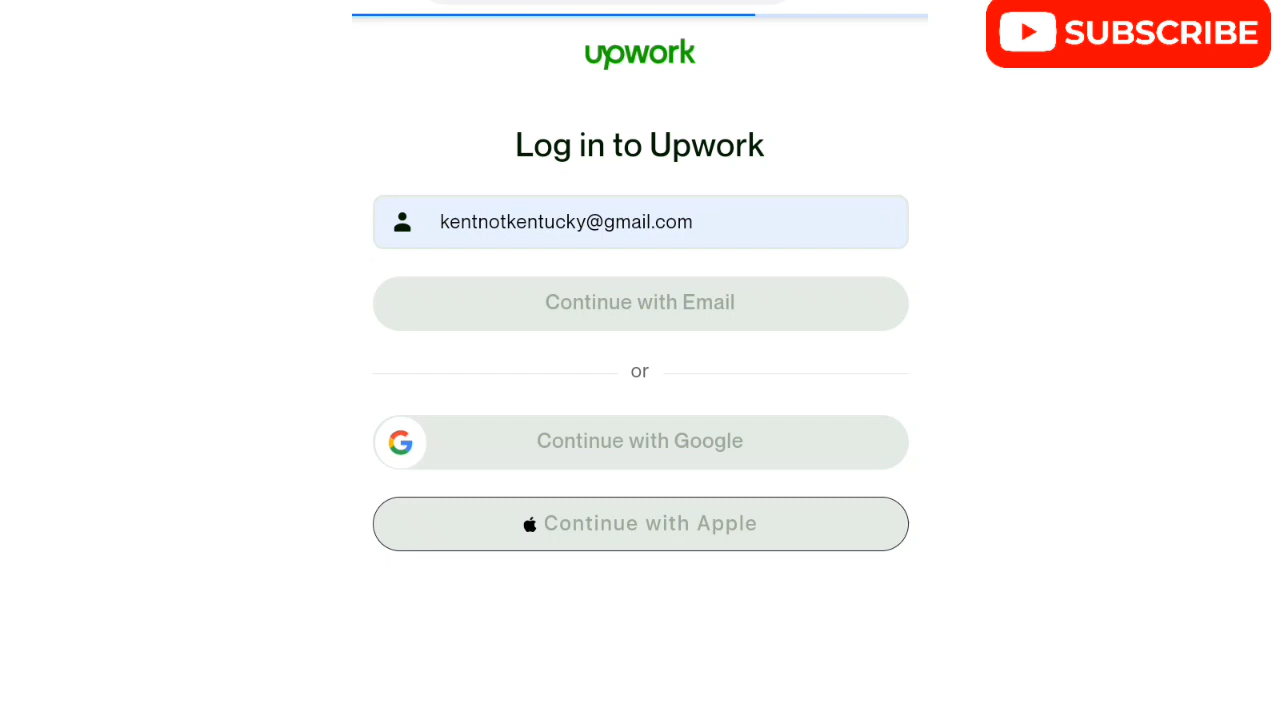 SUBSCRIBE
upwork
Log in to Upwork
kentnotkentucky@gmail.com
Continue with Email
or
Continue with Google
Continue with Apple